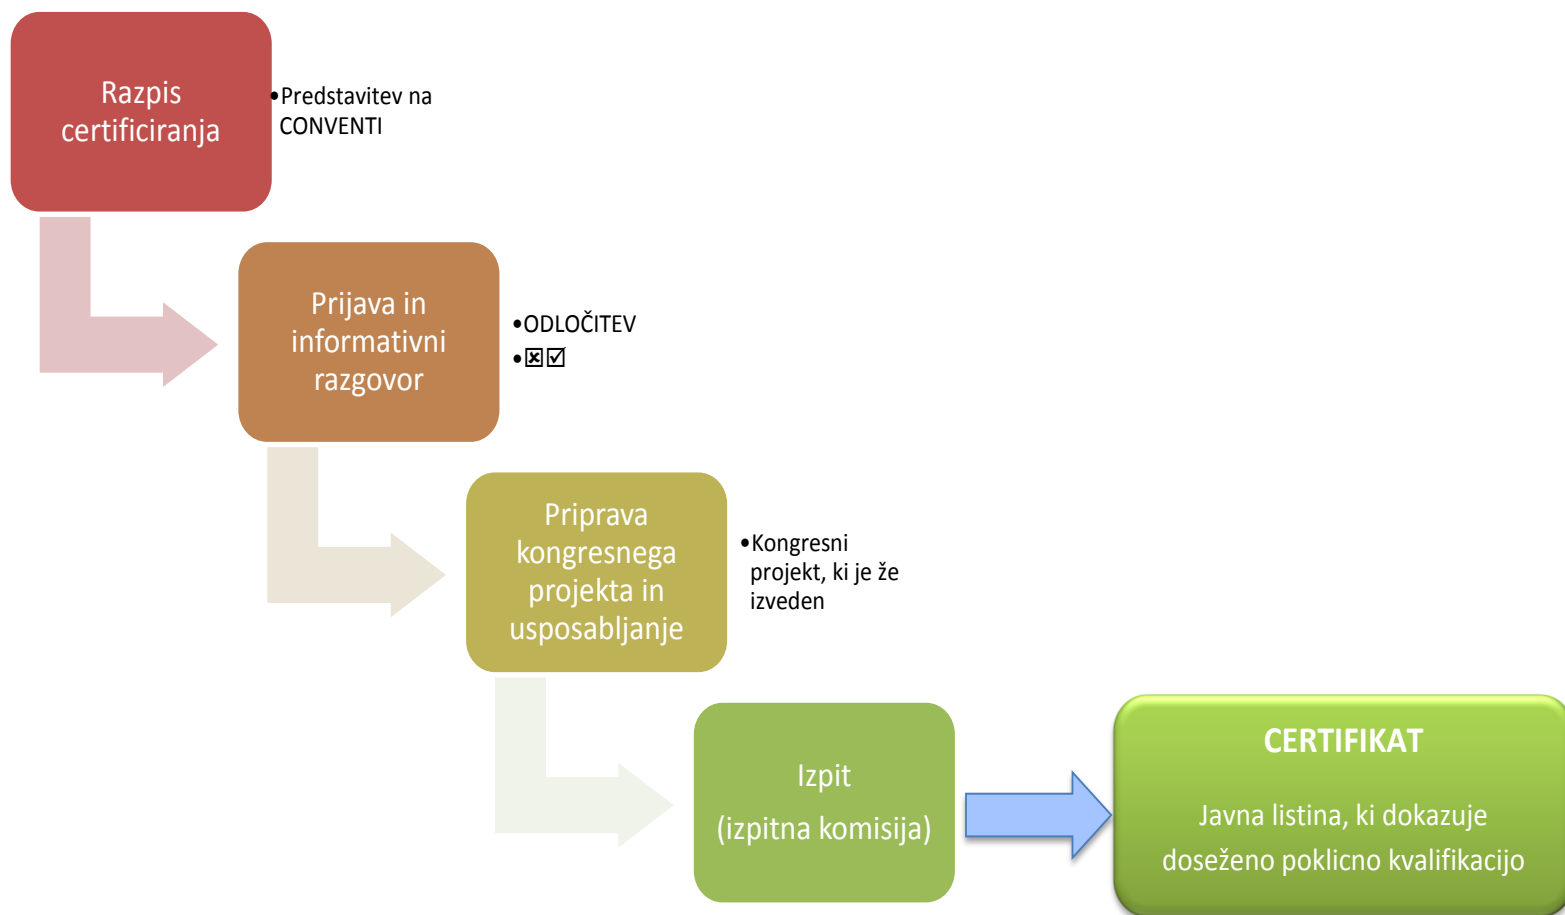 Razpis
certificiranja
•Predstavitev na
CONVENTI
Prijava in
informativni
razgovor
•ODLOČITEV
•☒☑
Priprava
kongresnega
projekta in
usposabljanje
•Kongresni
projekt, ki je že
izveden
Izpit
(izpitna komisija)
CERTIFIKAT
Javna listina, ki dokazuje
doseženo poklicno kvalifikacijo